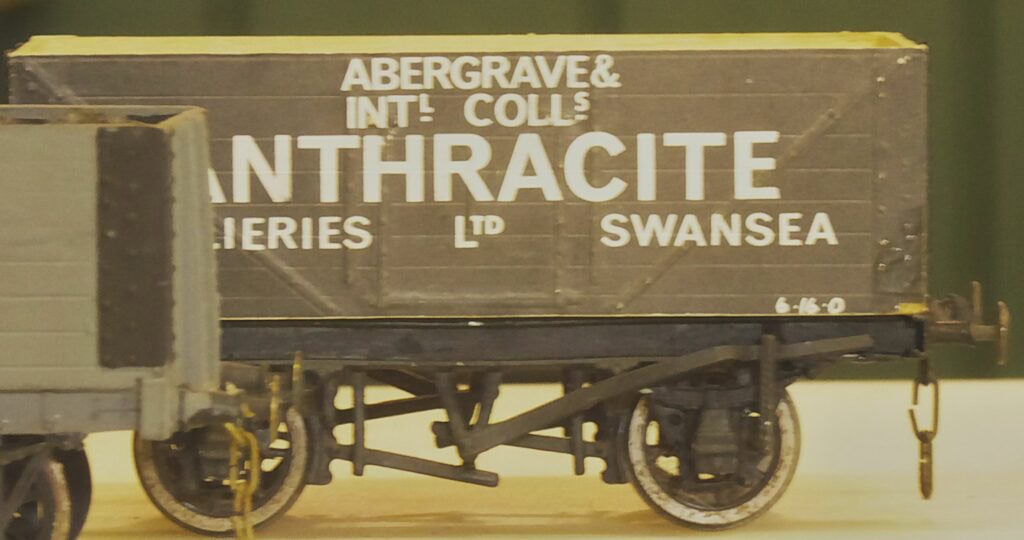 ABERGRAVE &
INTL COLLS
ANTHRACITE
LIERIES LTD SWANSEA
6-16-0